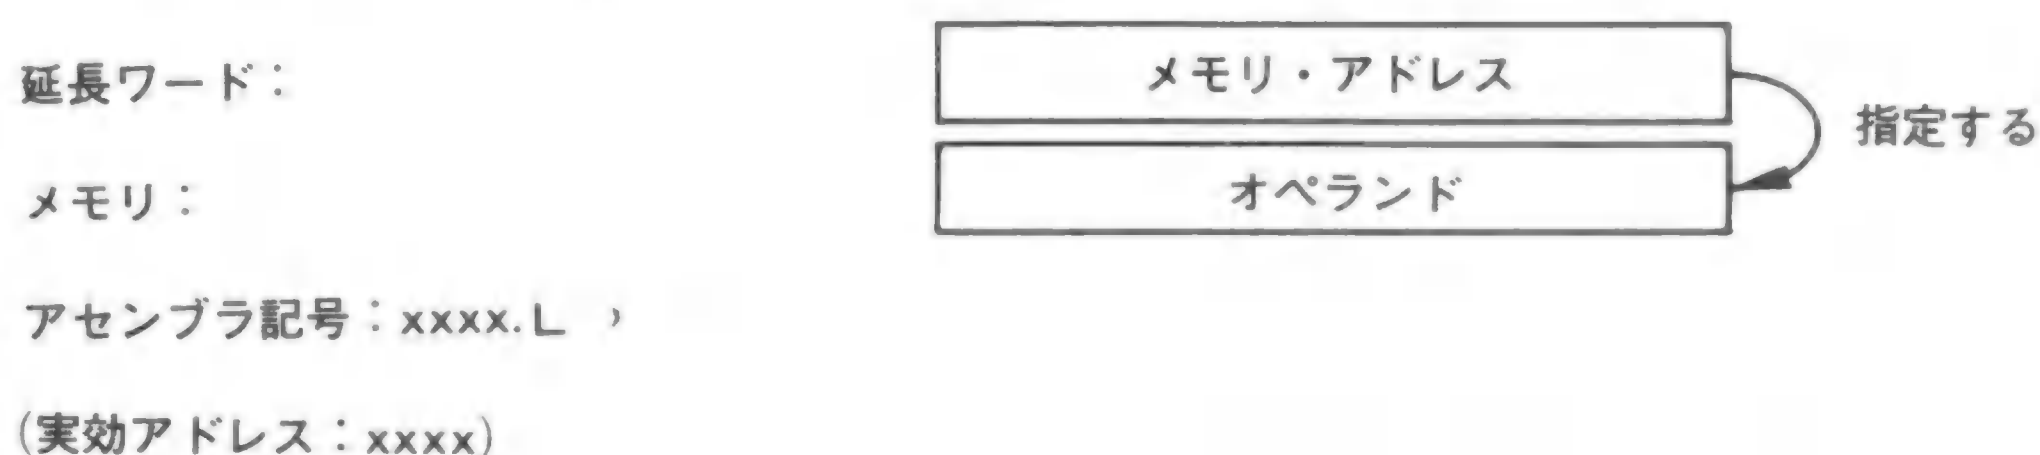 延長ワード：
メモリ・アドレス
指定する
メモリ：
オペランド
アセンブラ記号：xxxx.L
(実効アドレス：xxxx)